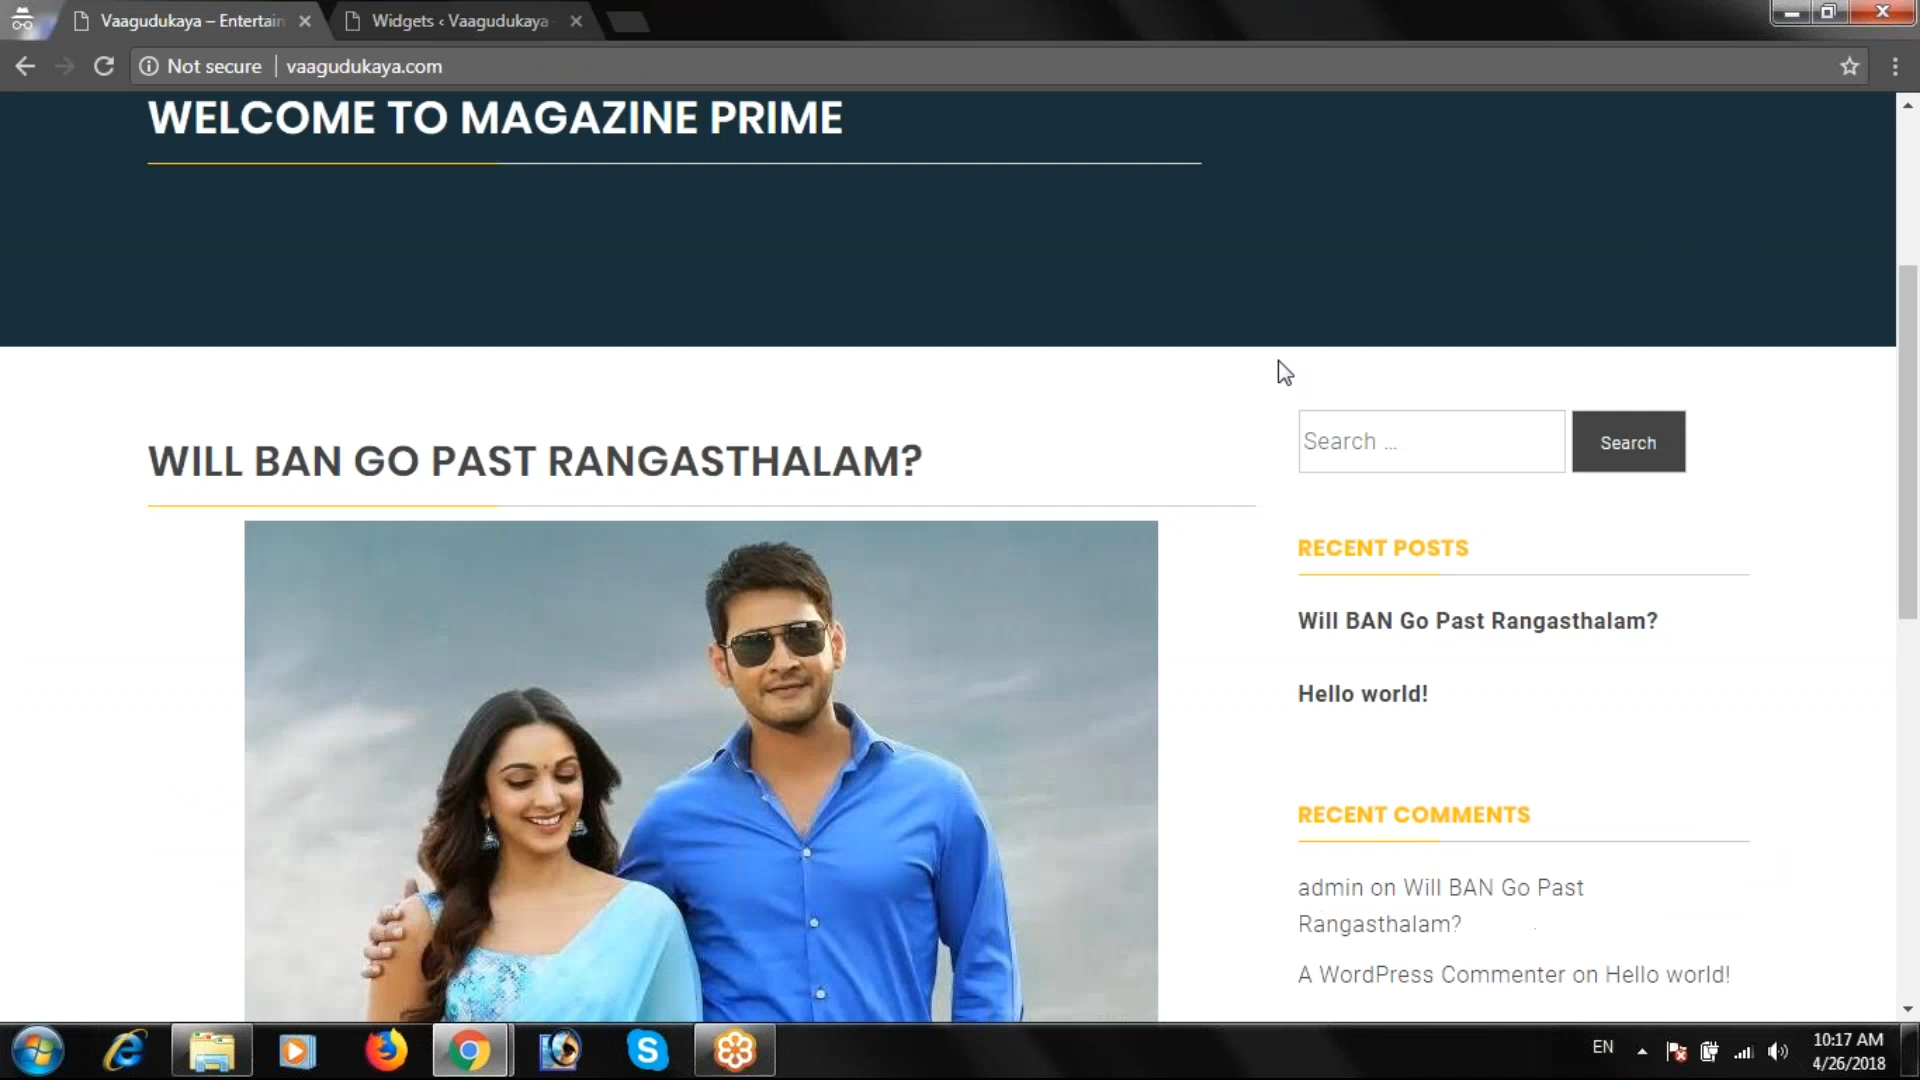 Vaagudukaya – Entertain
Widgets ‹ Vaagudukaya
Not secure
vaagudukaya.com
WELCOME TO MAGAZINE PRIME
WILL BAN GO PAST RANGASTHALAM?
Search …
Search
RECENT POSTS
Will BAN Go Past Rangasthalam?
Hello world!
RECENT COMMENTS
admin on Will BAN Go Past
Rangasthalam?
A WordPress Commenter on Hello world!
EN
10:17 AM
4/26/2018